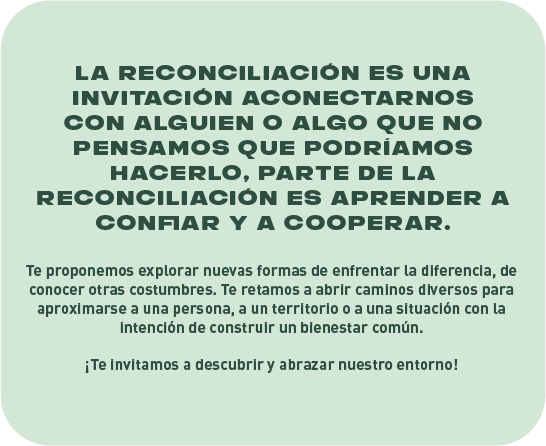 LA RECONCILIACIÓN ES UNA
INVITACIÓN ACONECTARNOS
CON ALGUIEN O ALGO QUE NO
PENSAMOS QUE PODRÍAMOS
HACERLO, PARTE DE LA
RECONCILIACIÓN ES APRENDER A
CONFIAR Y A COOPERAR.
Te proponemos explorar nuevas formas de enfrentar la diferencia, de
conocer otras costumbres. Te retamos a abrir caminos diversos para
aproximarse a una persona, a un territorio o a una situación con la
intención de construir un bienestar común.
¡Te invitamos a descubrir y abrazar nuestro entorno!